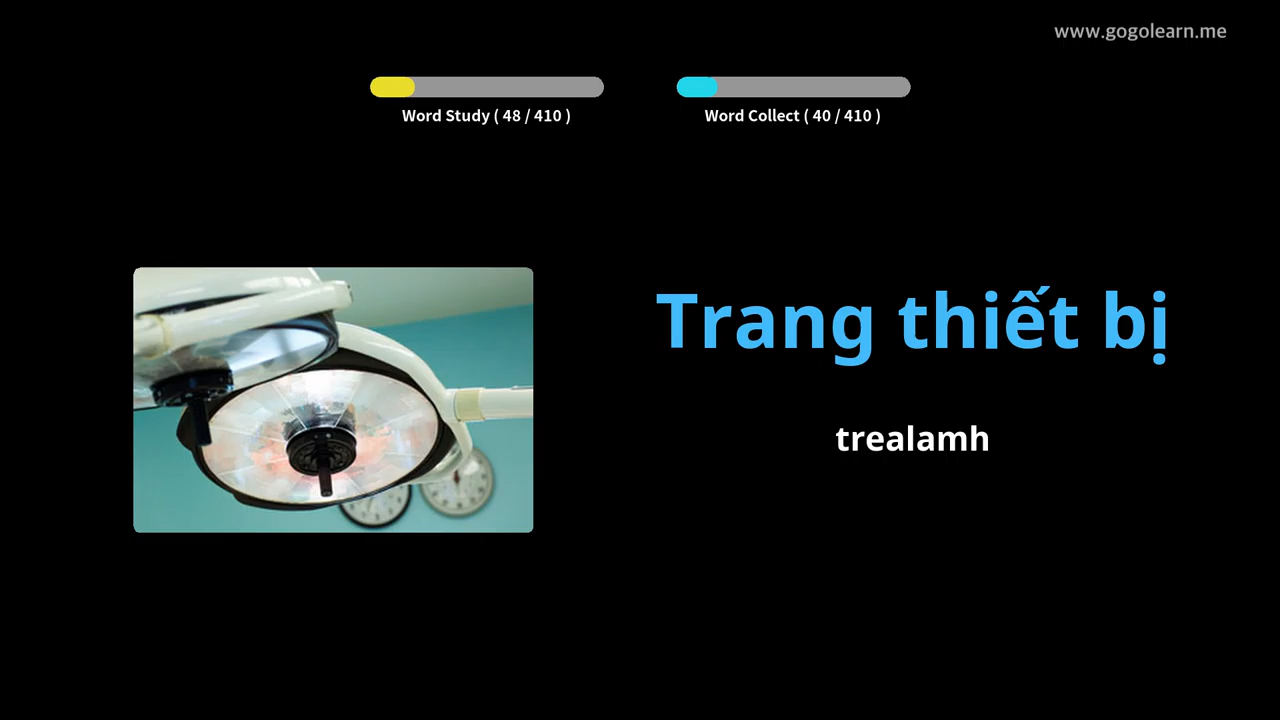 www.gogolearn.me
Word Study ( 48 / 410 )
Word Collect ( 40 / 410 )
Trang thiết bị
trealamh